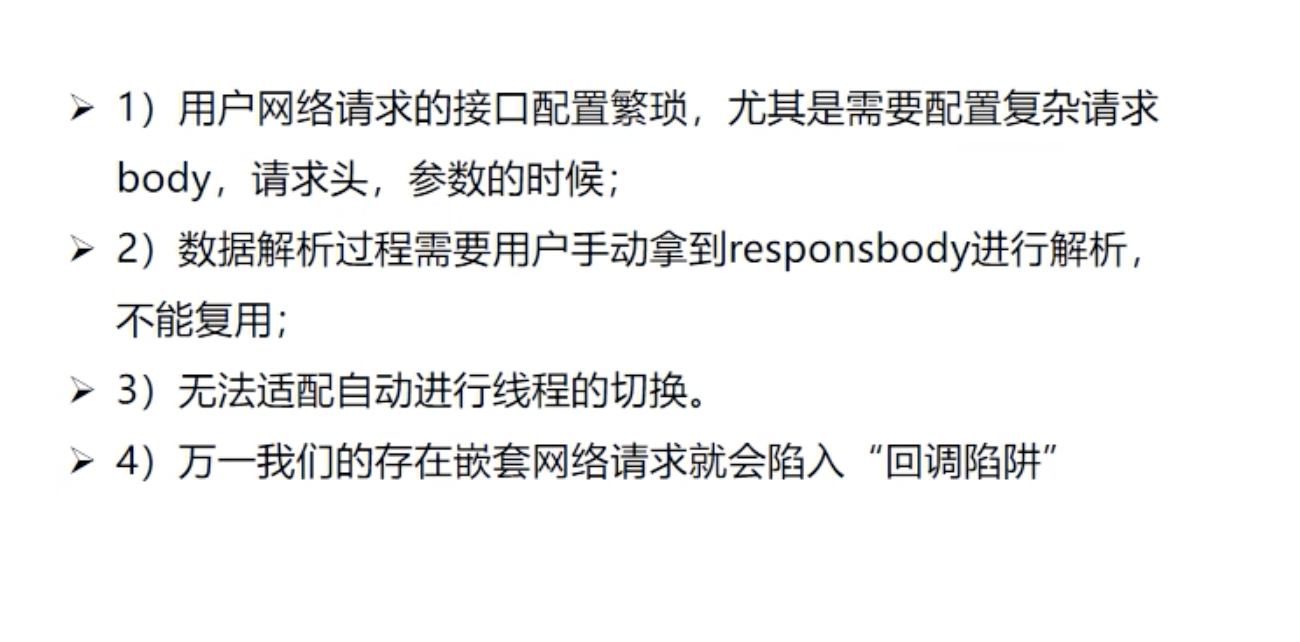 ➢ 1）用户网络请求的接口配置繁琐，尤其是需要配置复杂请求
body，请求头，参数的时候；
➢ 2）数据解析过程需要用户手动拿到responsbody进行解析，
不能复用；
➢ 3）无法适配自动进行线程的切换。
➢ 4）万一我们的存在嵌套网络请求就会陷入“回调陷阱”